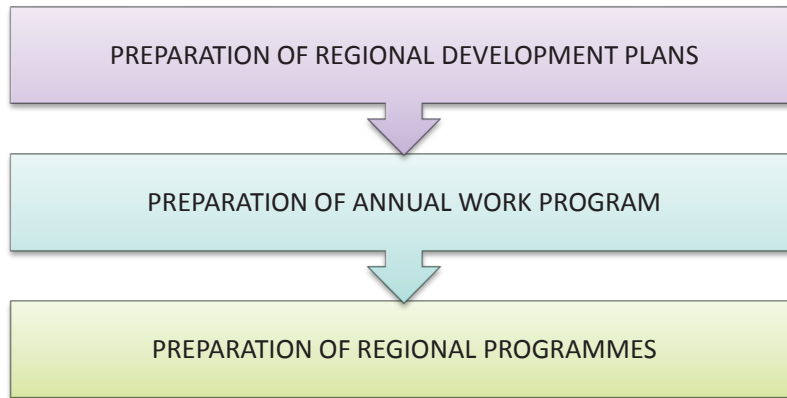 PREPARATION OF REGIONAL DEVELOPMENT PLANS
PREPARATION OF ANNUAL WORK PROGRAM
PREPARATION OF REGIONAL PROGRAMMES